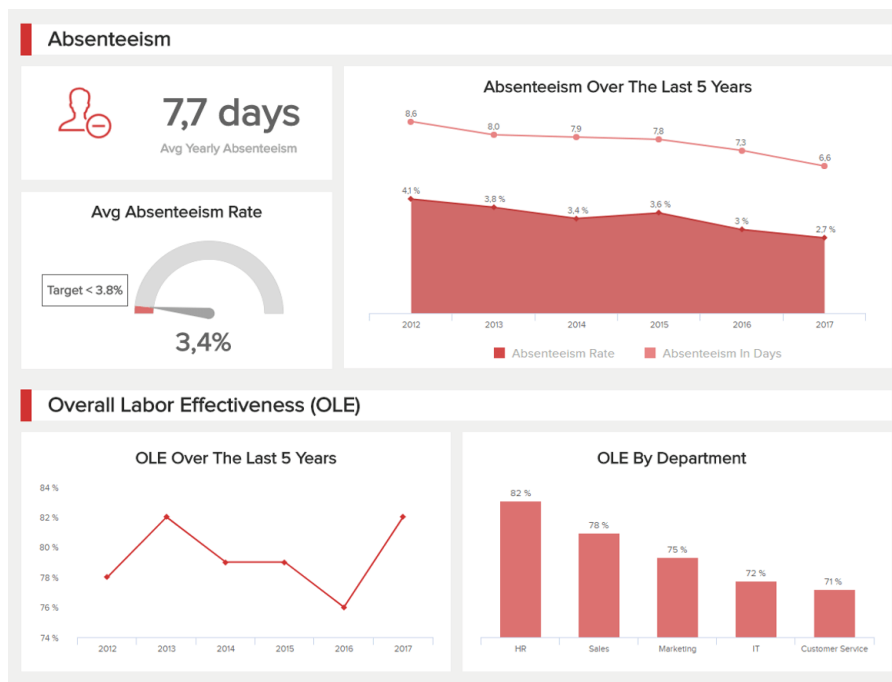 Absenteeism
7,7 days
Avg Yearly Absenteeism
Avg Absenteeism Rate
Target < 3.8%
3,4%
Absenteeism Over The Last 5 Years
8,6
8,0
7,9
7,8
7,3
6,6
4,1 %
3,8 %
3,4 %
3,6 %
3 %
2,7 %
2012 2013 2014 2015 2016 2017
Absenteeism Rate Absenteeism In Days
Overall Labor Effectiveness (OLE)
OLE Over The Last 5 Years
84 %
82 %
80 %
78 %
76 %
74 %
2012 2013 2014 2015 2016 2017
OLE By Department
82 %
78 %
75 %
72 %
71 %
HR Sales Marketing IT Customer Service